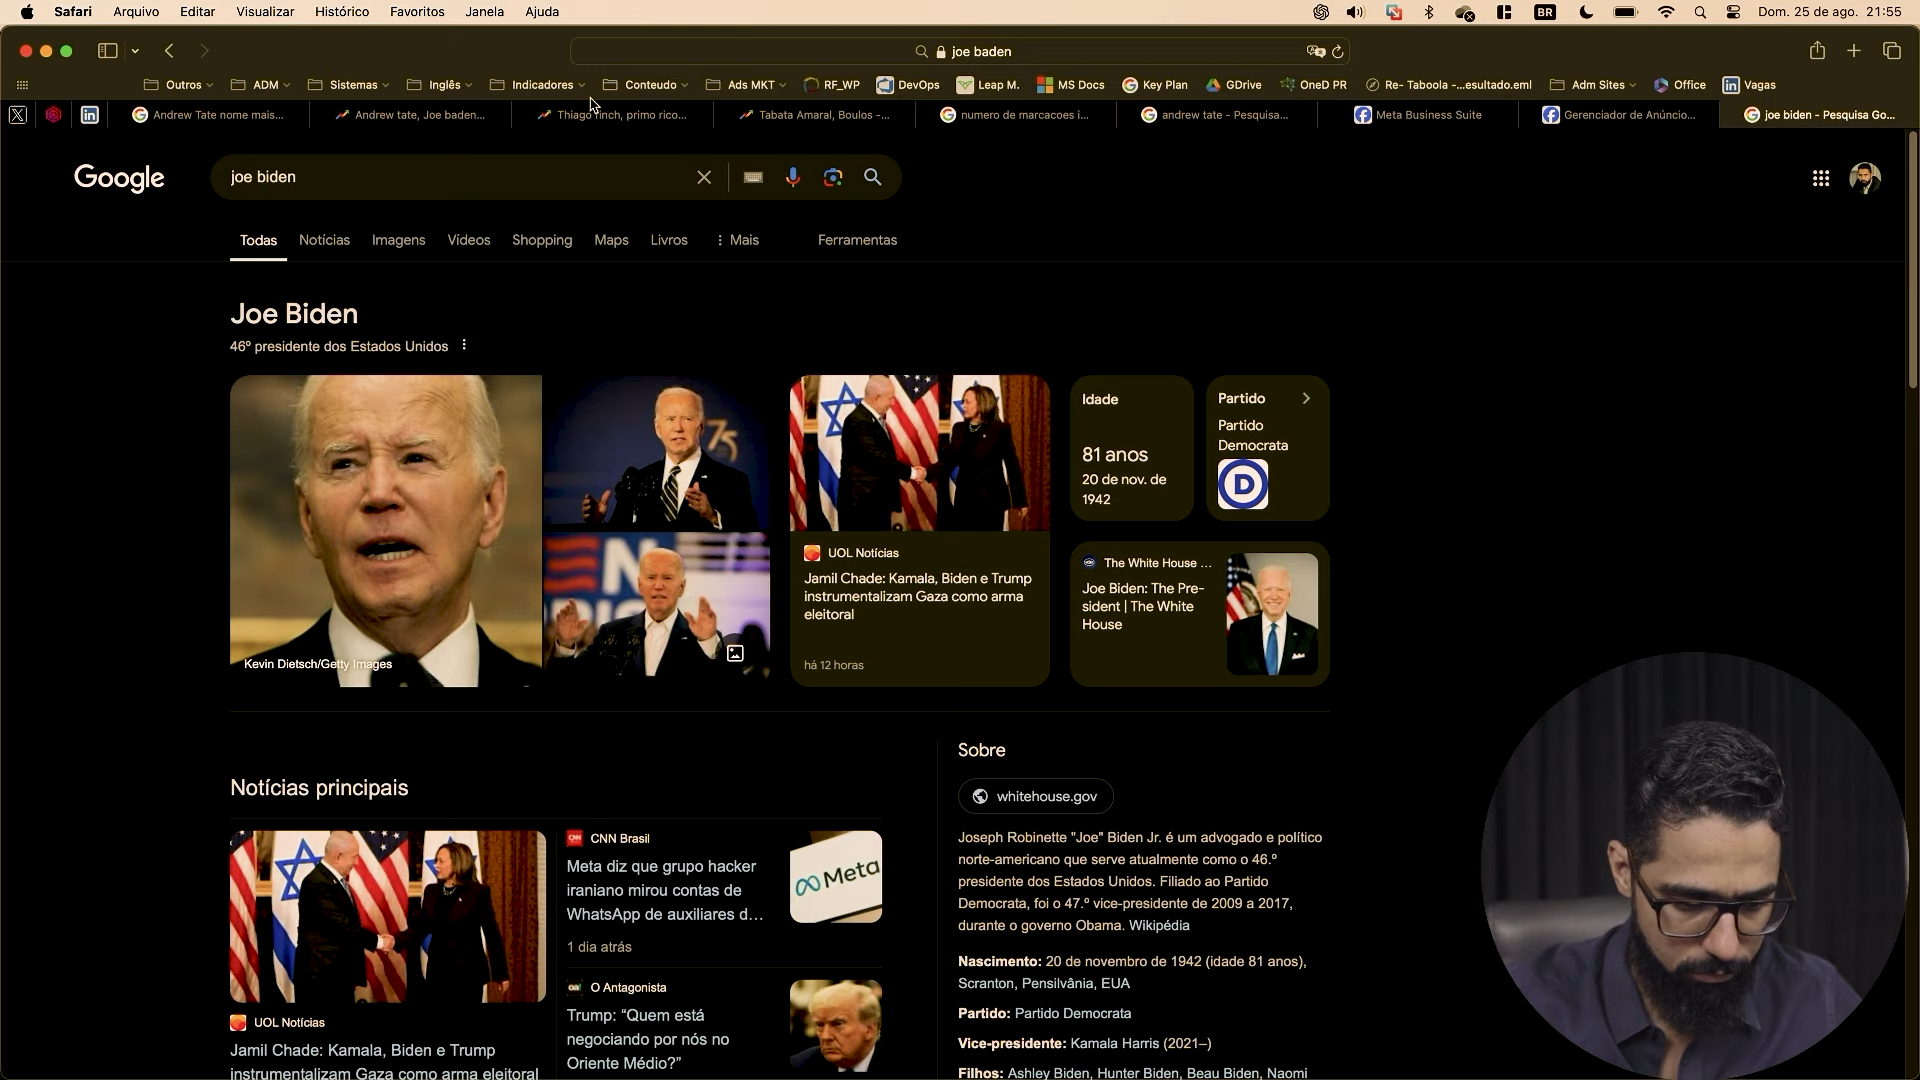 Safari Arquivo Editar Visualizar Histórico Favoritos Janela Ajuda BR Dom. 25 de ago. 21:55
joe baden
Outros ADM Sistemas Inglês Indicadores Conteudo Ads MKT RF_WP DevOps Leap M. MS Docs Key Plan GDrive OneD PR Re- Taboola -...esultado.eml Adm Sites Office Vagas
Andrew Tate nome mais... Andrew tate, Joe baden... Thiago finch, primo rico... Tabata Amaral, Boulos -... numero de marcacoes i... andrew tate - Pesquisa... Meta Business Suite Gerenciador de Anúncio... joe biden - Pesquisa Go...
Google joe biden
Todas Notícias Imagens Vídeos Shopping Maps Livros Mais Ferramentas
Joe Biden
46º presidente dos Estados Unidos
75
Kevin Dietsch/Getty Images
UOL Notícias
Jamil Chade: Kamala, Biden e Trump
instrumentalizam Gaza como arma
eleitoral
há 12 horas
Idade
81 anos
20 de nov. de
1942
Partido
Partido
Democrata
D
The White House ...
Joe Biden: The Pre-
sident | The White
House
Notícias principais
UOL Notícias
Jamil Chade: Kamala, Biden e Trump
instrumentalizam Gaza como arma eleitoral
CNN Brasil
Meta diz que grupo hacker
iraniano mirou contas de
WhatsApp de auxiliares d...
1 dia atrás
Meta
O Antagonista
Trump: “Quem está
negociando por nós no
Oriente Médio?”
Sobre
whitehouse.gov
Joseph Robinette "Joe" Biden Jr. é um advogado e político
norte-americano que serve atualmente como o 46.º
presidente dos Estados Unidos. Filiado ao Partido
Democrata, foi o 47.º vice-presidente de 2009 a 2017,
durante o governo Obama. Wikipédia
Nascimento: 20 de novembro de 1942 (idade 81 anos),
Scranton, Pensilvânia, EUA
Partido: Partido Democrata
Vice-presidente: Kamala Harris (2021–)
Filhos: Ashley Biden, Hunter Biden, Beau Biden, Naomi